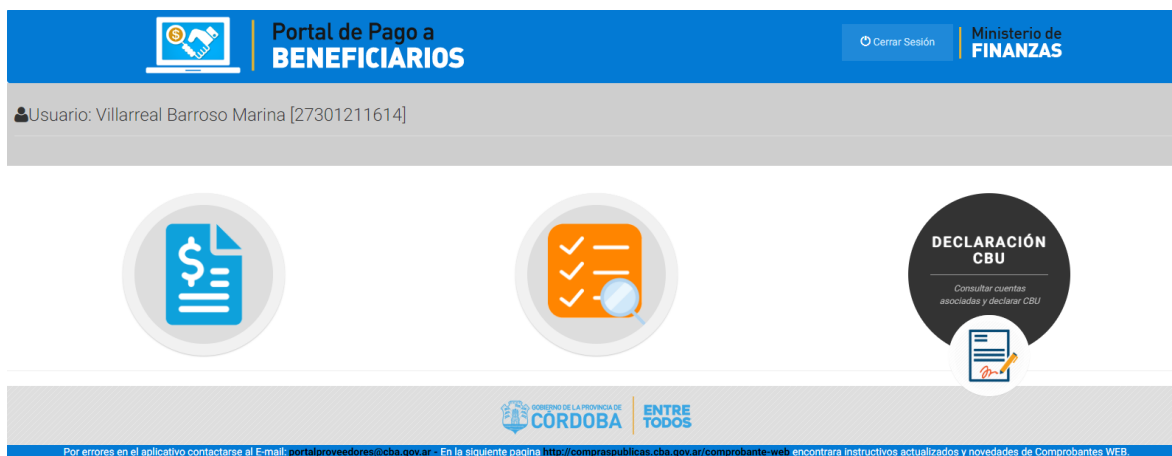 Portal de Pago a
BENEFICIARIOS
Cerrar Sesión
Ministerio de
FINANZAS
Usuario: Villarreal Barroso Marina [27301211614]
$
$
DECLARACIÓN
CBU
Consultar cuentas
asociadas y declarar CBU
GOBIERNO DE LA PROVINCIA DE
CÓRDOBA
ENTRE
TODOS
Por errores en el aplicativo contactarse al E-mail: portalproveedores@cba.gov.ar - En la siguiente pagina http://compraspublicas.cba.gov.ar/comprobante-web encontrara instructivos actualizados y novedades de Comprobantes WEB.